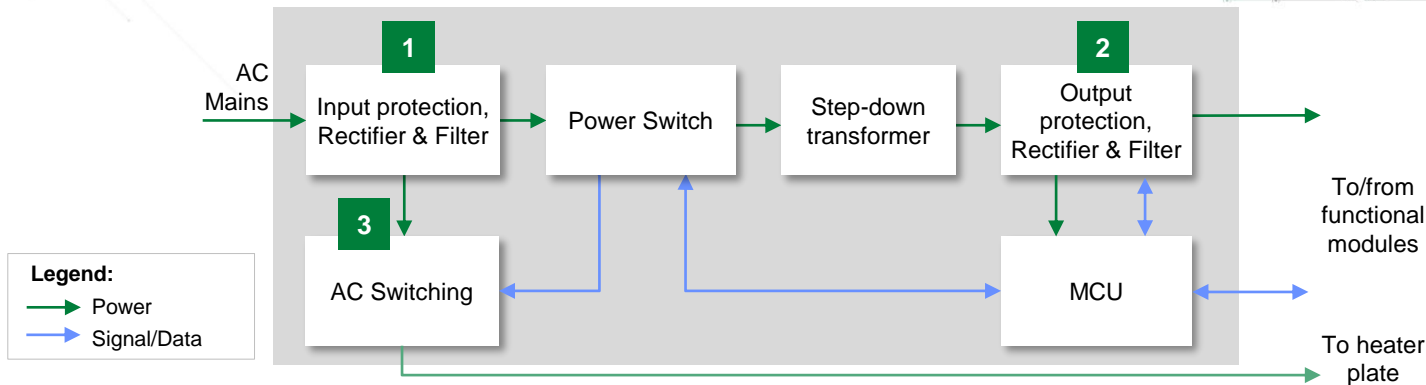 1
2
AC
Mains
Input protection,
Rectifier & Filter
Power Switch
Step-down
transformer
Output
protection,
Rectifier & Filter
To/from
functional
modules
3
AC Switching
MCU
Legend:
Power
Signal/Data
To heater
plate